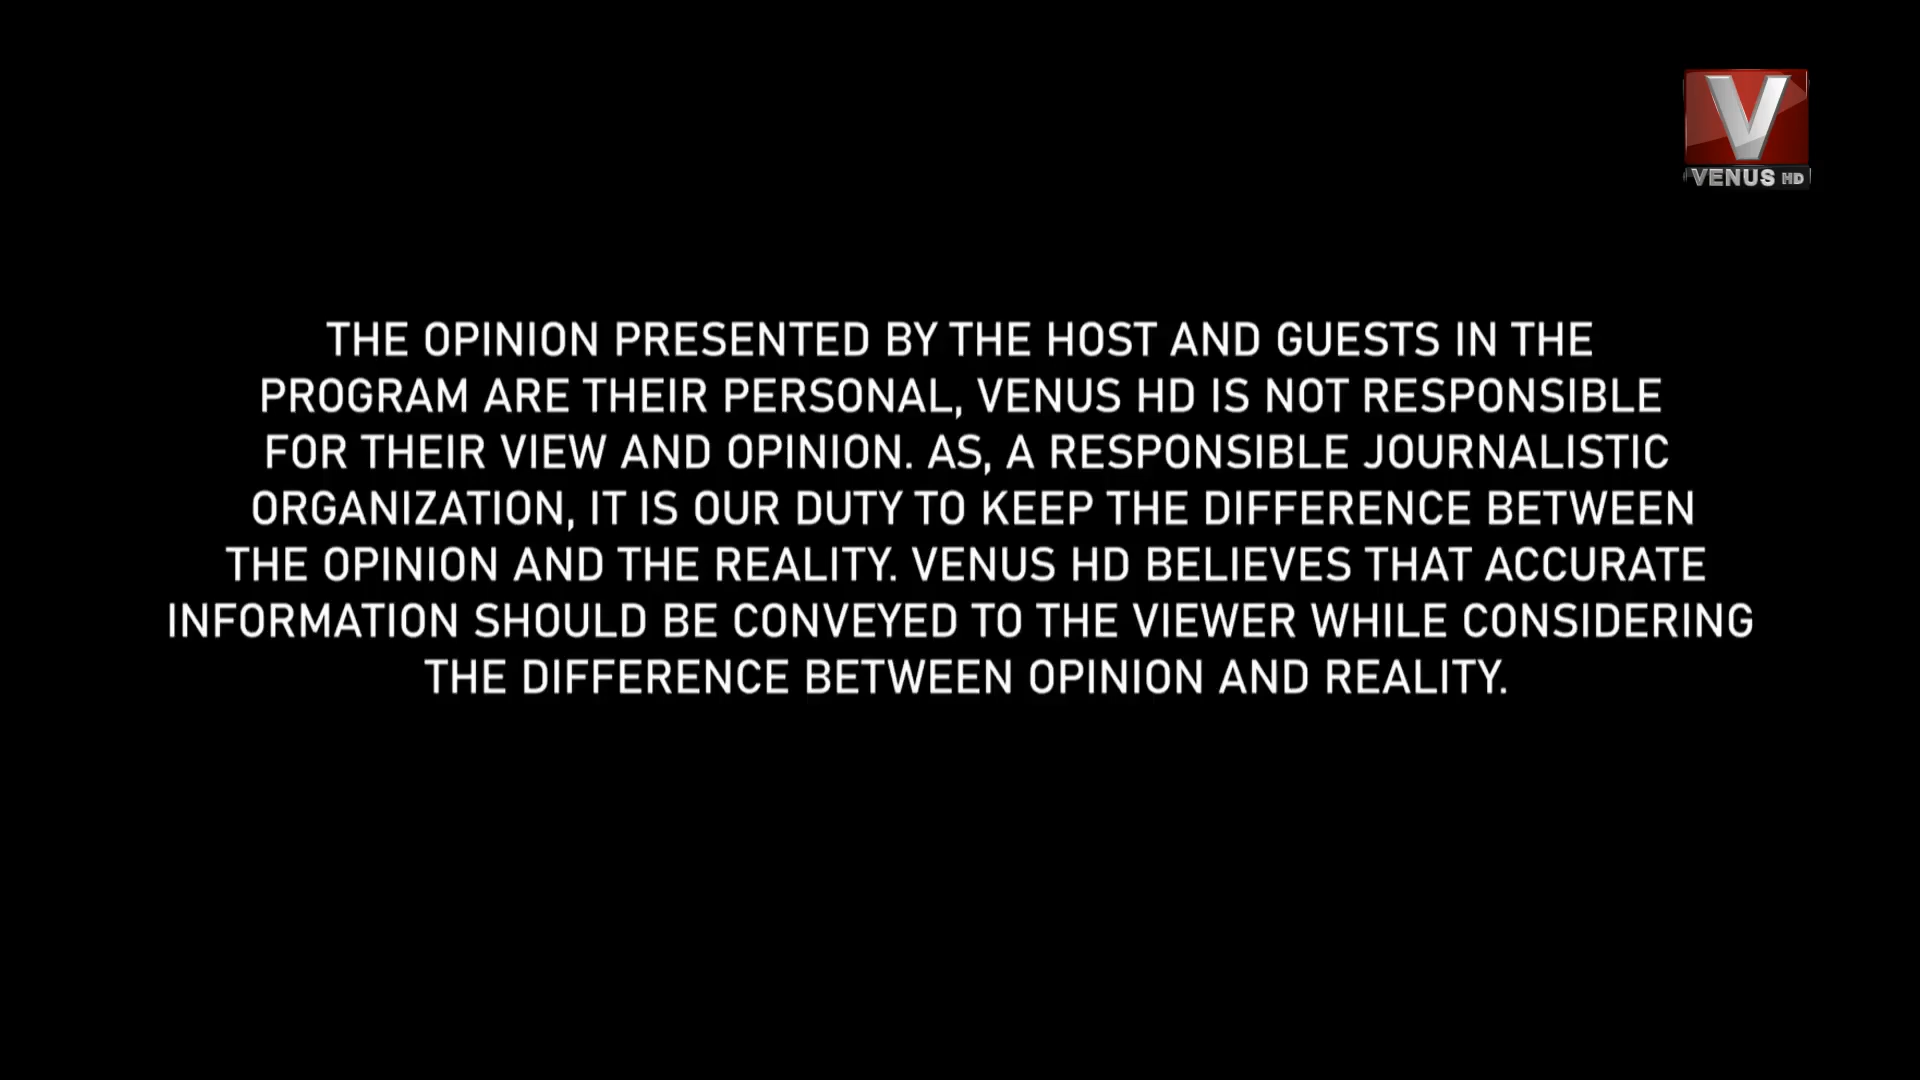 V
VENUS HD
THE OPINION PRESENTED BY THE HOST AND GUESTS IN THE
PROGRAM ARE THEIR PERSONAL, VENUS HD IS NOT RESPONSIBLE
FOR THEIR VIEW AND OPINION. AS, A RESPONSIBLE JOURNALISTIC
ORGANIZATION, IT IS OUR DUTY TO KEEP THE DIFFERENCE BETWEEN
THE OPINION AND THE REALITY. VENUS HD BELIEVES THAT ACCURATE
INFORMATION SHOULD BE CONVEYED TO THE VIEWER WHILE CONSIDERING
THE DIFFERENCE BETWEEN OPINION AND REALITY.